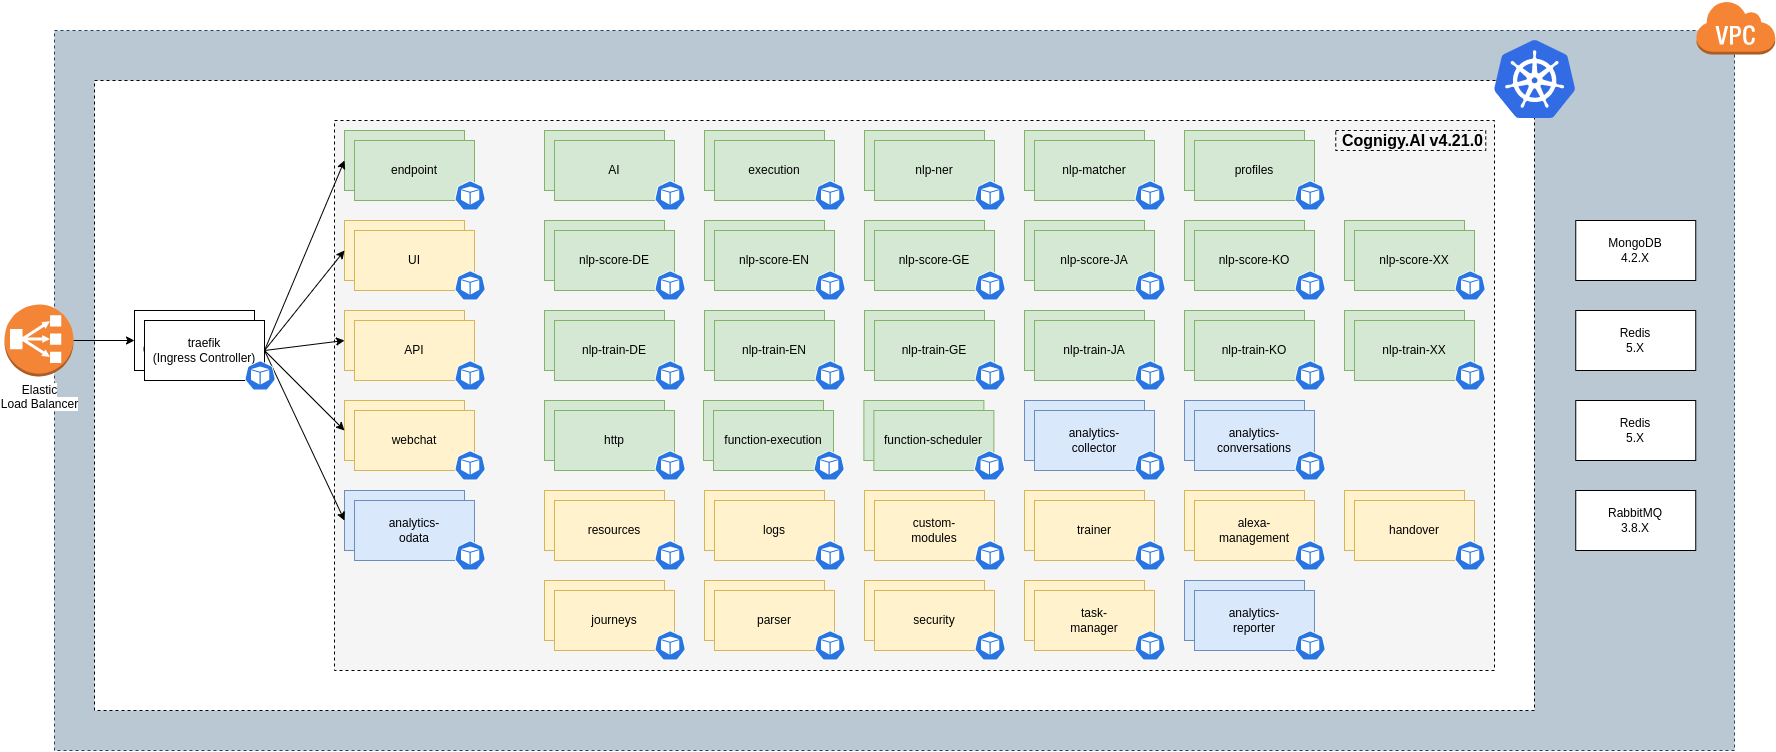 VPC
Cognigy.AI v4.21.0
endpoint
AI
execution
nlp-ner
nlp-matcher
profiles
UI
nlp-score-DE
nlp-score-EN
nlp-score-GE
nlp-score-JA
nlp-score-KO
nlp-score-XX
MongoDB
4.2.X
Elastic
Load Balancer
traefik
(Ingress Controller)
API
nlp-train-DE
nlp-train-EN
nlp-train-GE
nlp-train-JA
nlp-train-KO
nlp-train-XX
Redis
5.X
webchat
http
function-execution
function-scheduler
analytics-
collector
analytics-
conversations
Redis
5.X
analytics-
odata
resources
logs
custom-
modules
trainer
alexa-
management
handover
RabbitMQ
3.8.X
journeys
parser
security
task-
manager
analytics-
reporter